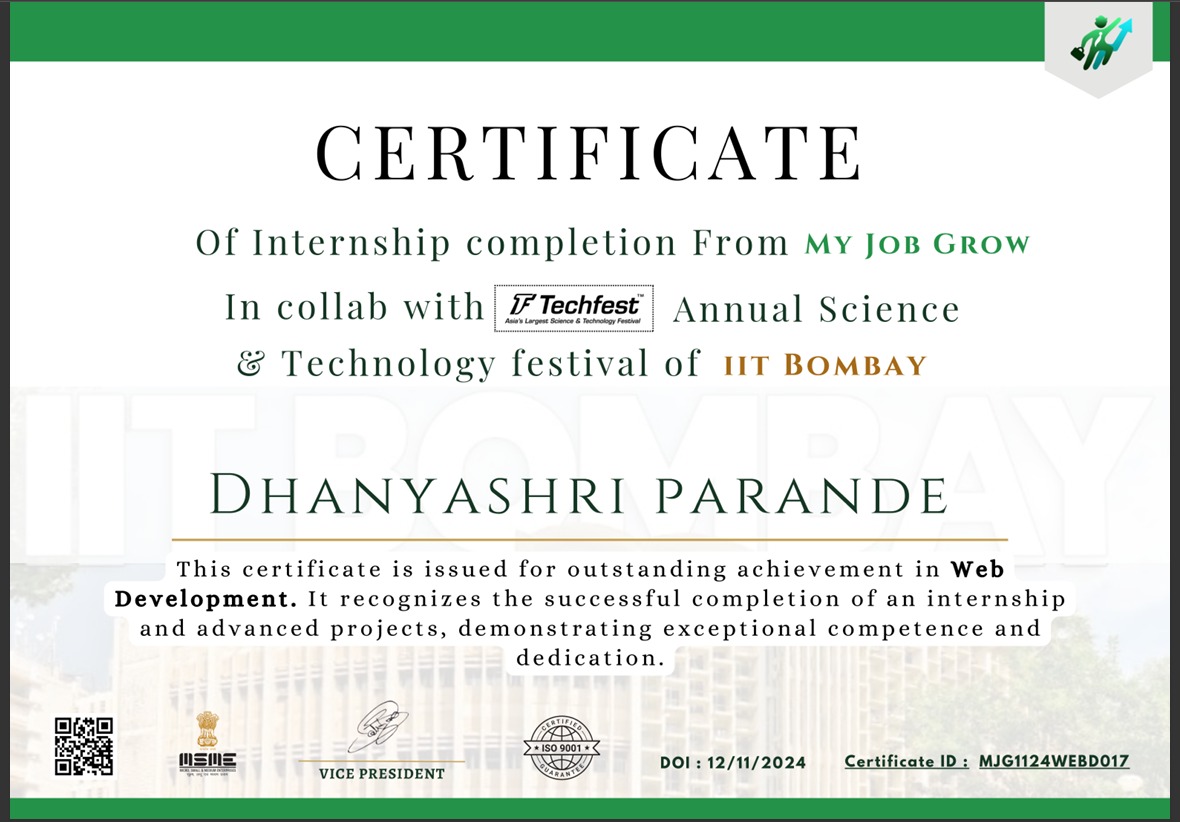 CERTIFICATE
Of Internship completion From MY JOB GROW
In collab with Techfest™ Annual Science
Asia's Largest Science & Technology Festival
& Technology festival of IIT BOMBAY
IIT BOMBAY
DHANYASHRI PARANDE
This certificate is issued for outstanding achievement in Web
Development. It recognizes the successful completion of an internship
and advanced projects, demonstrating exceptional competence and
dedication.
MSME
VICE PRESIDENT
CERTIFIED
ISO 9001
GUARANTEE
DOI : 12/11/2024
Certificate ID : MJG1124WEBD017